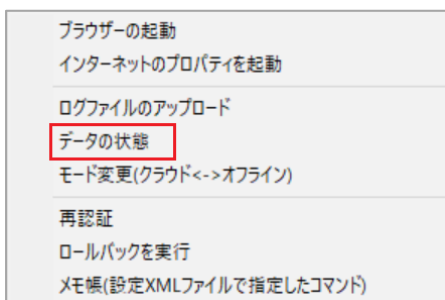 ブラウザーの起動
インターネットのプロパティを起動
ログファイルのアップロード
データの状態
モード変更(クラウド<->オフライン)
再認証
ロールバックを実行
メモ帳(設定XMLファイルで指定したコマンド)